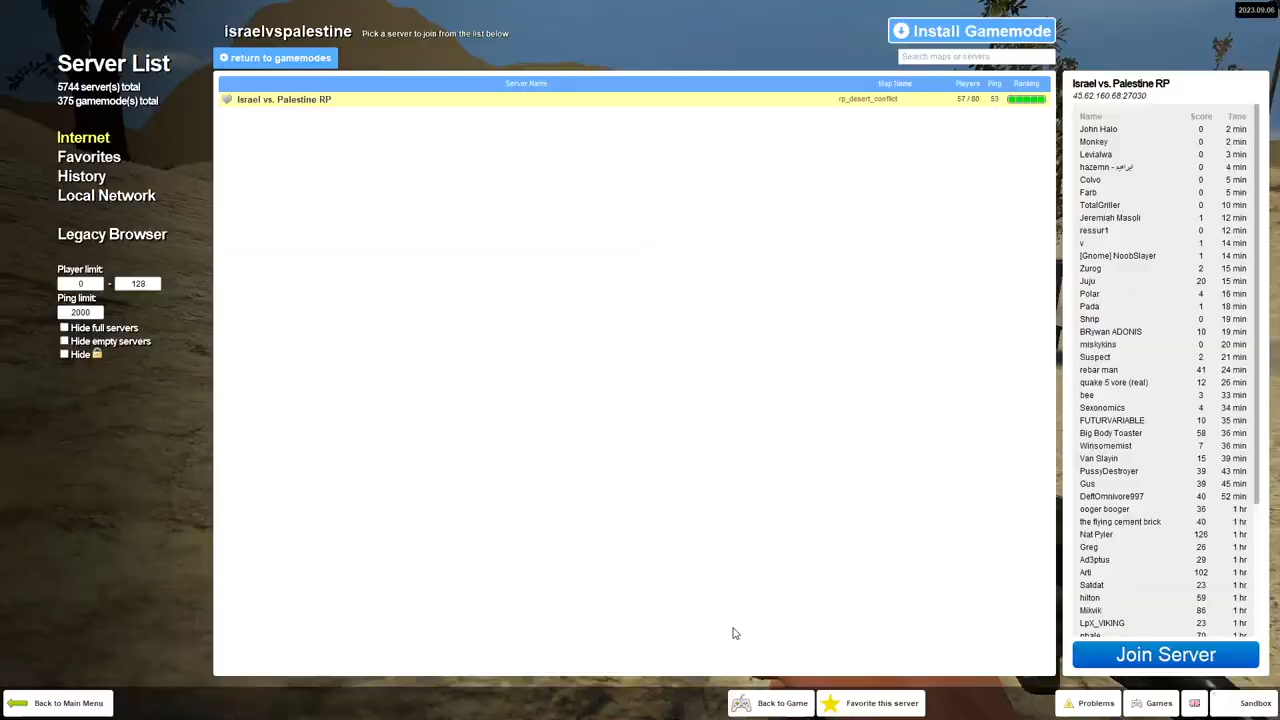 2023.09.06
israelvspalestine Pick a server to join from the list below
Install Gamemode
return to gamemodes
Search maps or servers
Server List
5744 server(s) total
375 gamemode(s) total
Internet
Favorites
History
Local Network
Legacy Browser
Player limit:
0 - 128
Ping limit:
2000
Hide full servers
Hide empty servers
Hide
Server Name Map Name Players Ping Ranking
Israel vs. Palestine RP rp_desert_conflict 57 / 60 53
Israel vs. Palestine RP
45.62.160.68:27030
Name Score Time
John Halo 0 2 min
Monkey 0 2 min
Levialwa 0 3 min
hazemn - ابراهيم 0 4 min
Colvo 0 5 min
Farb 0 5 min
TotalGriller 0 10 min
Jeremiah Masoli 1 12 min
ressur1 0 12 min
v 1 14 min
[Gnome] NoobSlayer 1 14 min
Zurog 2 15 min
Juju 20 15 min
Polar 4 16 min
Pada 1 18 min
Shrip 0 19 min
BRywan ADONIS 10 19 min
miskykins 0 20 min
Suspect 2 21 min
rebar man 41 24 min
quake 5 vore (real) 12 26 min
bee 3 33 min
Sexonomics 4 34 min
FUTURVARIABLE 10 35 min
Big Body Toaster 58 36 min
Winsomemist 7 36 min
Van Slayin 15 39 min
PussyDestroyer 39 43 min
Gus 39 45 min
DeftOmnivore997 40 52 min
ooger booger 36 1 hr
the flying cement brick 40 1 hr
Nat Pyler 126 1 hr
Greg 26 1 hr
Ad3ptus 29 1 hr
Arti 102 1 hr
Satdat 23 1 hr
hilton 59 1 hr
Mikvik 86 1 hr
LpX_VIKING 23 1 hr
70 1 hr
Join Server
Back to Main Menu
Back to Game
Favorite this server
Problems
Games
Sandbox